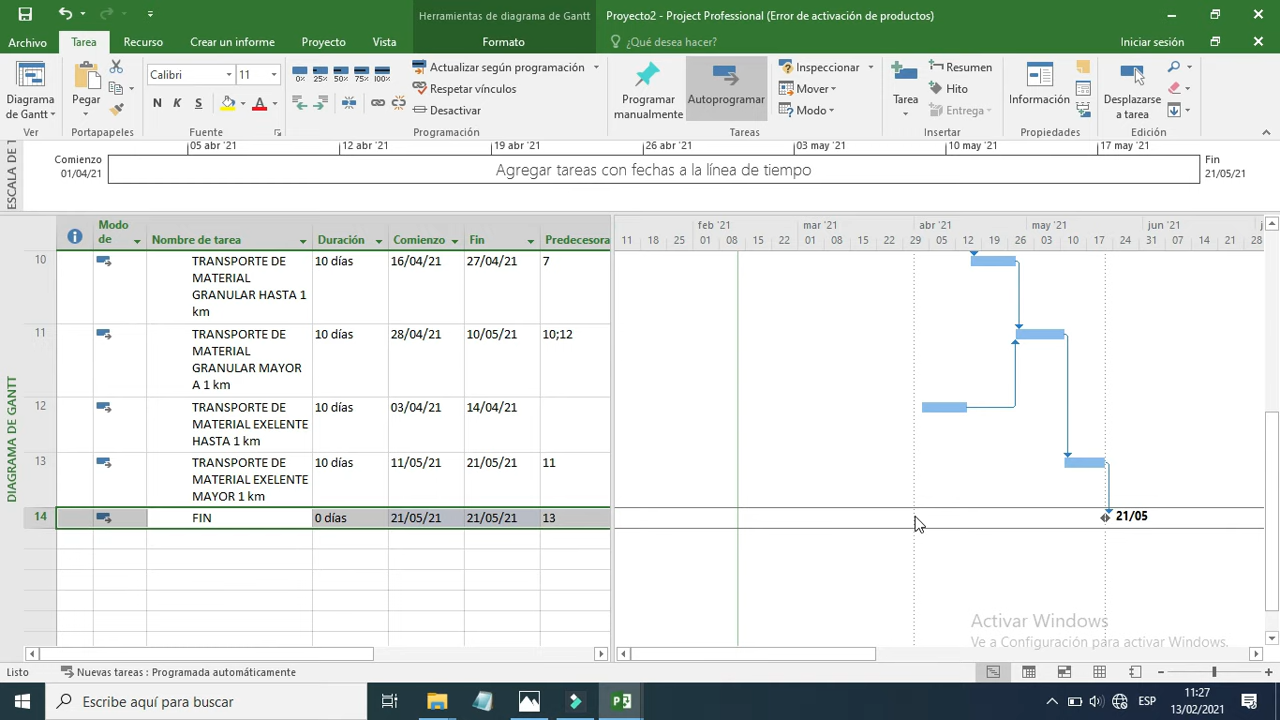 Herramientas de diagrama de Gantt
Proyecto2 - Project Professional (Error de activación de productos)
Archivo
Tarea
Recurso
Crear un informe
Proyecto
Vista
Formato
¿Qué desea hacer?
Iniciar sesión
Diagrama
de Gantt
Ver
Pegar
Portapapeles
Calibri
11
N K S
A
Fuente
0% 25% 50% 75% 100%
Actualizar según programación
Respetar vínculos
Desactivar
Programación
Programar
manualmente
Autoprogramar
Inspeccionar
Mover
Modo
Tareas
Tarea
Resumen
Hito
Entrega
Insertar
Información
Propiedades
Desplazarse
a tarea
Edición
ESCALA DE T
05 abr '21
12 abr '21
19 abr '21
26 abr '21
03 may '21
10 may '21
17 may '21
Comienzo
01/04/21
Agregar tareas con fechas a la línea de tiempo
Fin
21/05/21
DIAGRAMA DE GANTT
Modo
de
Nombre de tarea
Duración
Comienzo
Fin
Predecesora
feb '21
mar '21
abr '21
may '21
jun '21
j
11 18 25 01 08 15 22 01 08 15 22 29 05 12 19 26 03 10 17 24 31 07 14 21 28
10
TRANSPORTE DE
MATERIAL
GRANULAR HASTA 1
km
10 días
16/04/21
27/04/21
7
11
TRANSPORTE DE
MATERIAL
GRANULAR MAYOR
A 1 km
10 días
28/04/21
10/05/21
10;12
12
TRANSPORTE DE
MATERIAL EXELENTE
HASTA 1 km
10 días
03/04/21
14/04/21
13
TRANSPORTE DE
MATERIAL EXELENTE
MAYOR 1 km
10 días
11/05/21
21/05/21
11
14
FIN
0 días
21/05/21
21/05/21
13
21/05
Activar Windows
Ve a Configuración para activar Windows.
Listo
Nuevas tareas : Programada automáticamente
Escribe aquí para buscar
ESP
11:27
13/02/2021